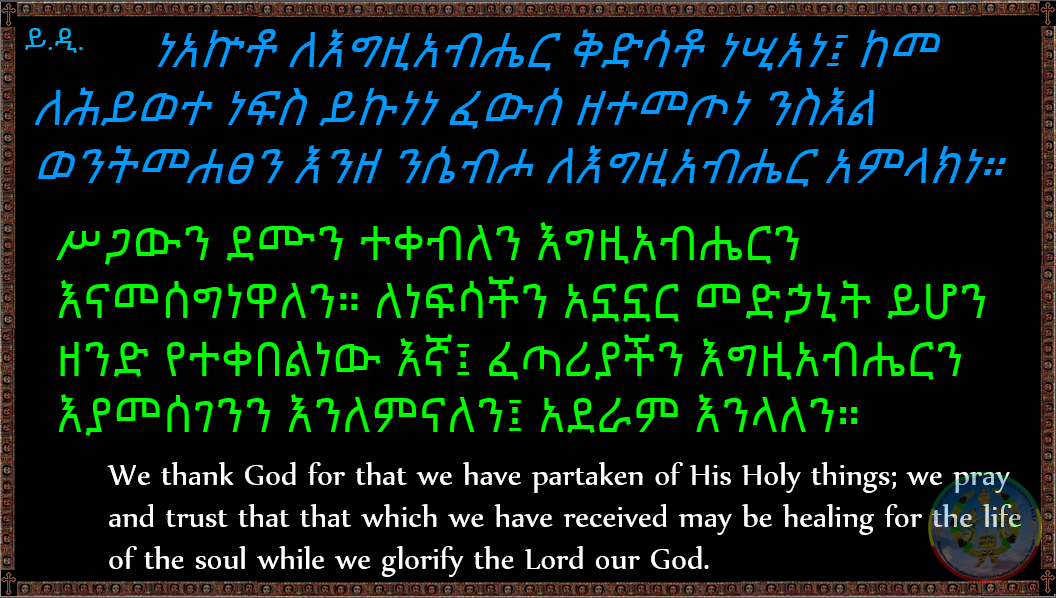 ይ.ዲ. ነአኵቶ ለእግዚአብሔር ቅድሳቶ ነሢአነ፤ ከመ
ለሕይወተ ነፍስ ይኩነነ ፈውሰ ዘተመጦነ ንስእል
ወንትመሐፀን እንዘ ንሴብሖ ለእግዚአብሔር አምላክነ።
ሥጋውን ደሙን ተቀብለን እግዚአብሔርን
እናመሰግነዋለን። ለነፍሳችን አኗኗር መድኃኒት ይሆን
ዘንድ የተቀበልነው እኛ፤ ፈጣሪያችን እግዚአብሔርን
እያመሰገንን እንለምናለን፤ አደራም እንላለን።
We thank God for that we have partaken of His Holy things; we pray
and trust that that which we have received may be healing for the life
of the soul while we glorify the Lord our God.